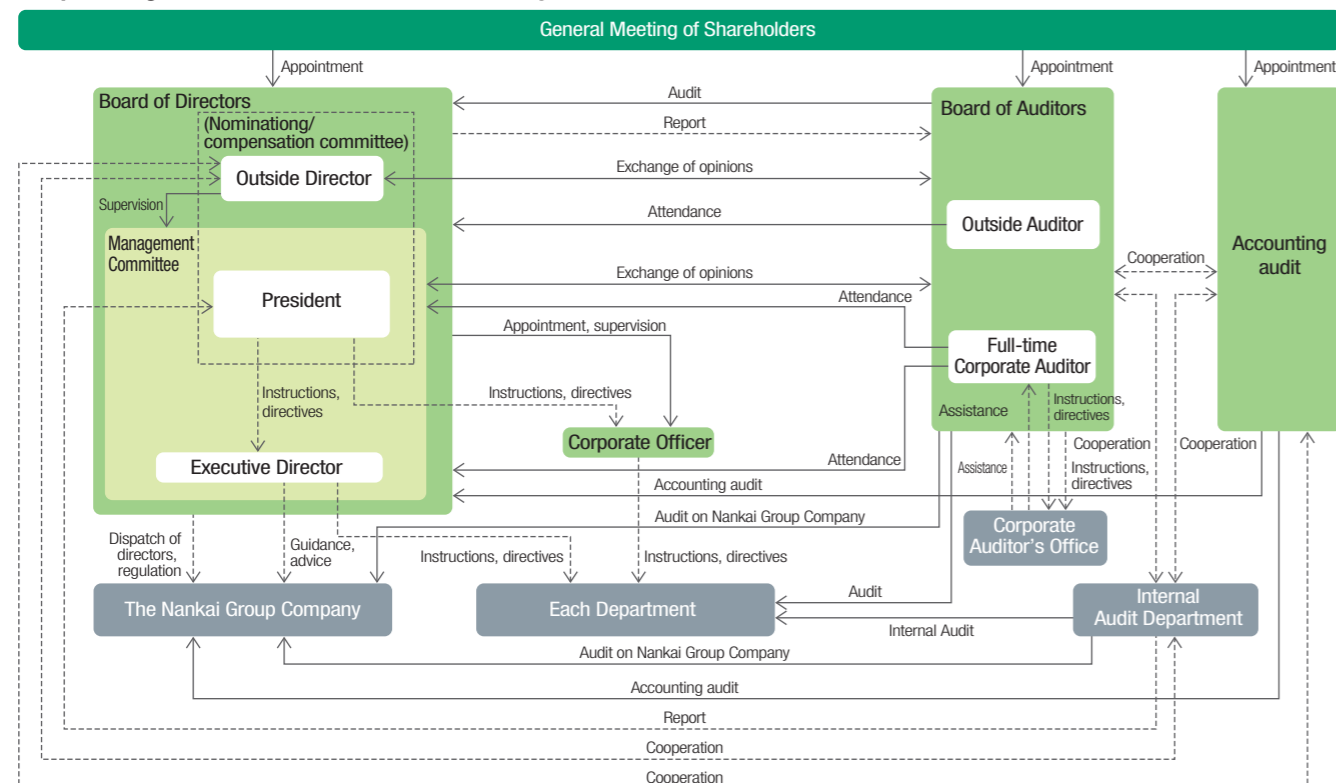 General Meeting of Shareholders
Appointment
Appointment
Appointment
Board of Directors
(Nominationg/
compensation committee)
Outside Director
Supervision
Management
Committee
President
Instructions,
directives
Executive Director
Audit
Report
Exchange of opinions
Attendance
Exchange of opinions
Attendance
Appointment, supervision
Instructions, directives
Corporate Officer
Attendance
Accounting audit
Audit on Nankai Group Company
Board of Auditors
Outside Auditor
Full-time
Corporate Auditor
Assistance
Instructions,
directives
Cooperation
Assistance
Instructions,
directives
Cooperation
Cooperation
Accounting
audit
Corporate
Auditor's Office
Dispatch of
directors,
regulation
Guidance,
advice
Instructions, directives
Instructions, directives
The Nankai Group Company
Each Department
Audit
Internal Audit
Internal
Audit Department
Audit on Nankai Group Company
Accounting audit
Report
Cooperation
Cooperation